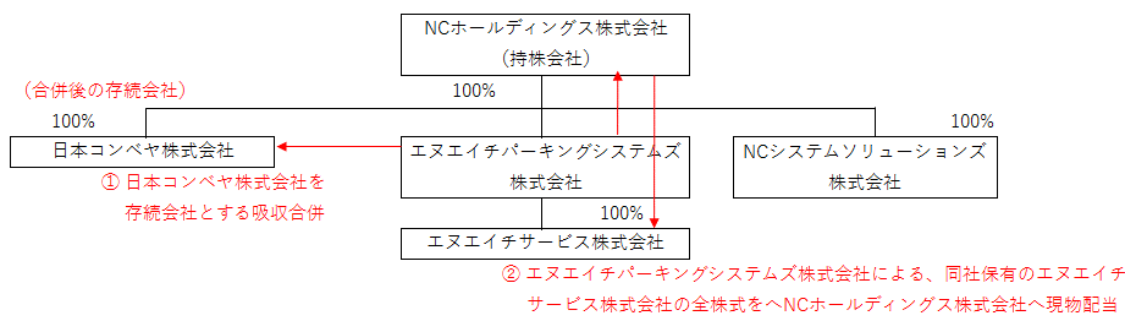 NCホールディングス株式会社
(持株会社)
(合併後の存続会社)
100%
100%
100%
日本コンベヤ株式会社
エヌエイチパーキングシステムズ
株式会社
NCシステムソリューションズ
株式会社
① 日本コンベヤ株式会社を
存続会社とする吸収合併
100%
エヌエイチサービス株式会社
② エヌエイチパーキングシステムズ株式会社による、同社保有のエヌエイチ
サービス株式会社の全株式をへNCホールディングス株式会社へ現物配当